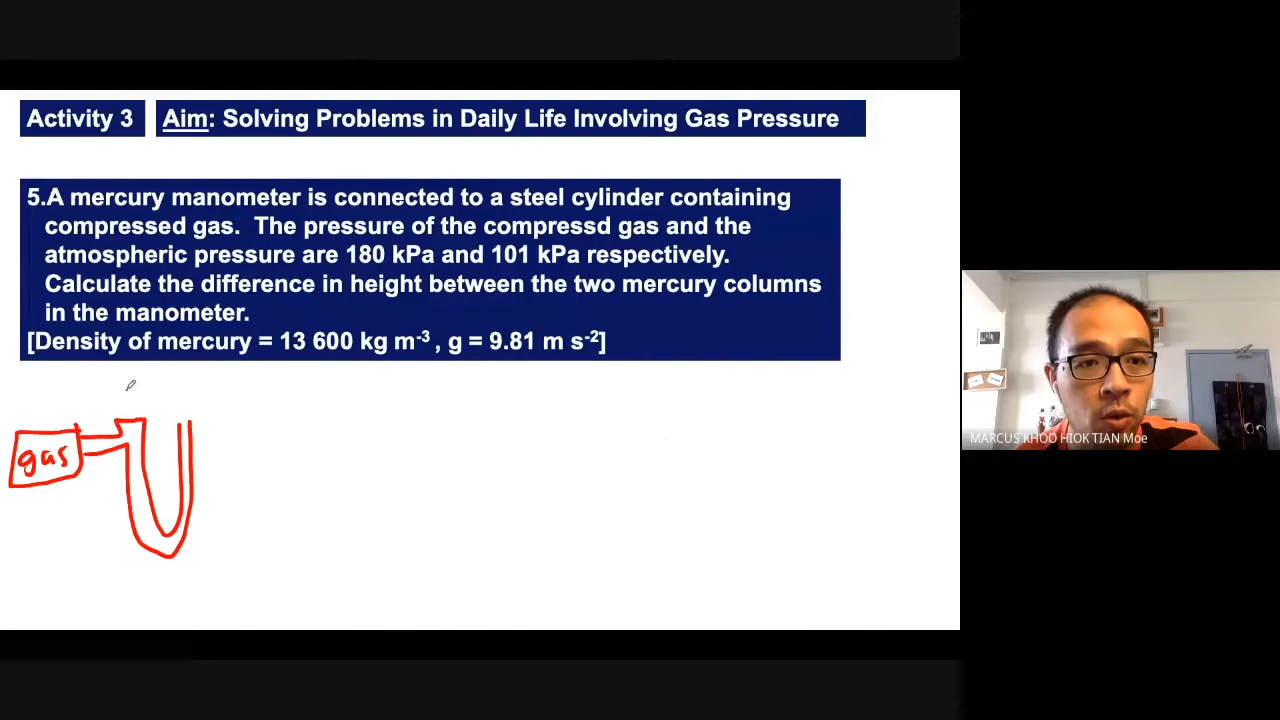 Activity 3
Aim: Solving Problems in Daily Life Involving Gas Pressure
5.A mercury manometer is connected to a steel cylinder containing
compressed gas. The pressure of the compressd gas and the
atmospheric pressure are 180 kPa and 101 kPa respectively.
Calculate the difference in height between the two mercury columns
in the manometer.
[Density of mercury = 13 600 kg m-3 , g = 9.81 m s-2]
gas
MARCUS KHOO HIOK TIAN Moe